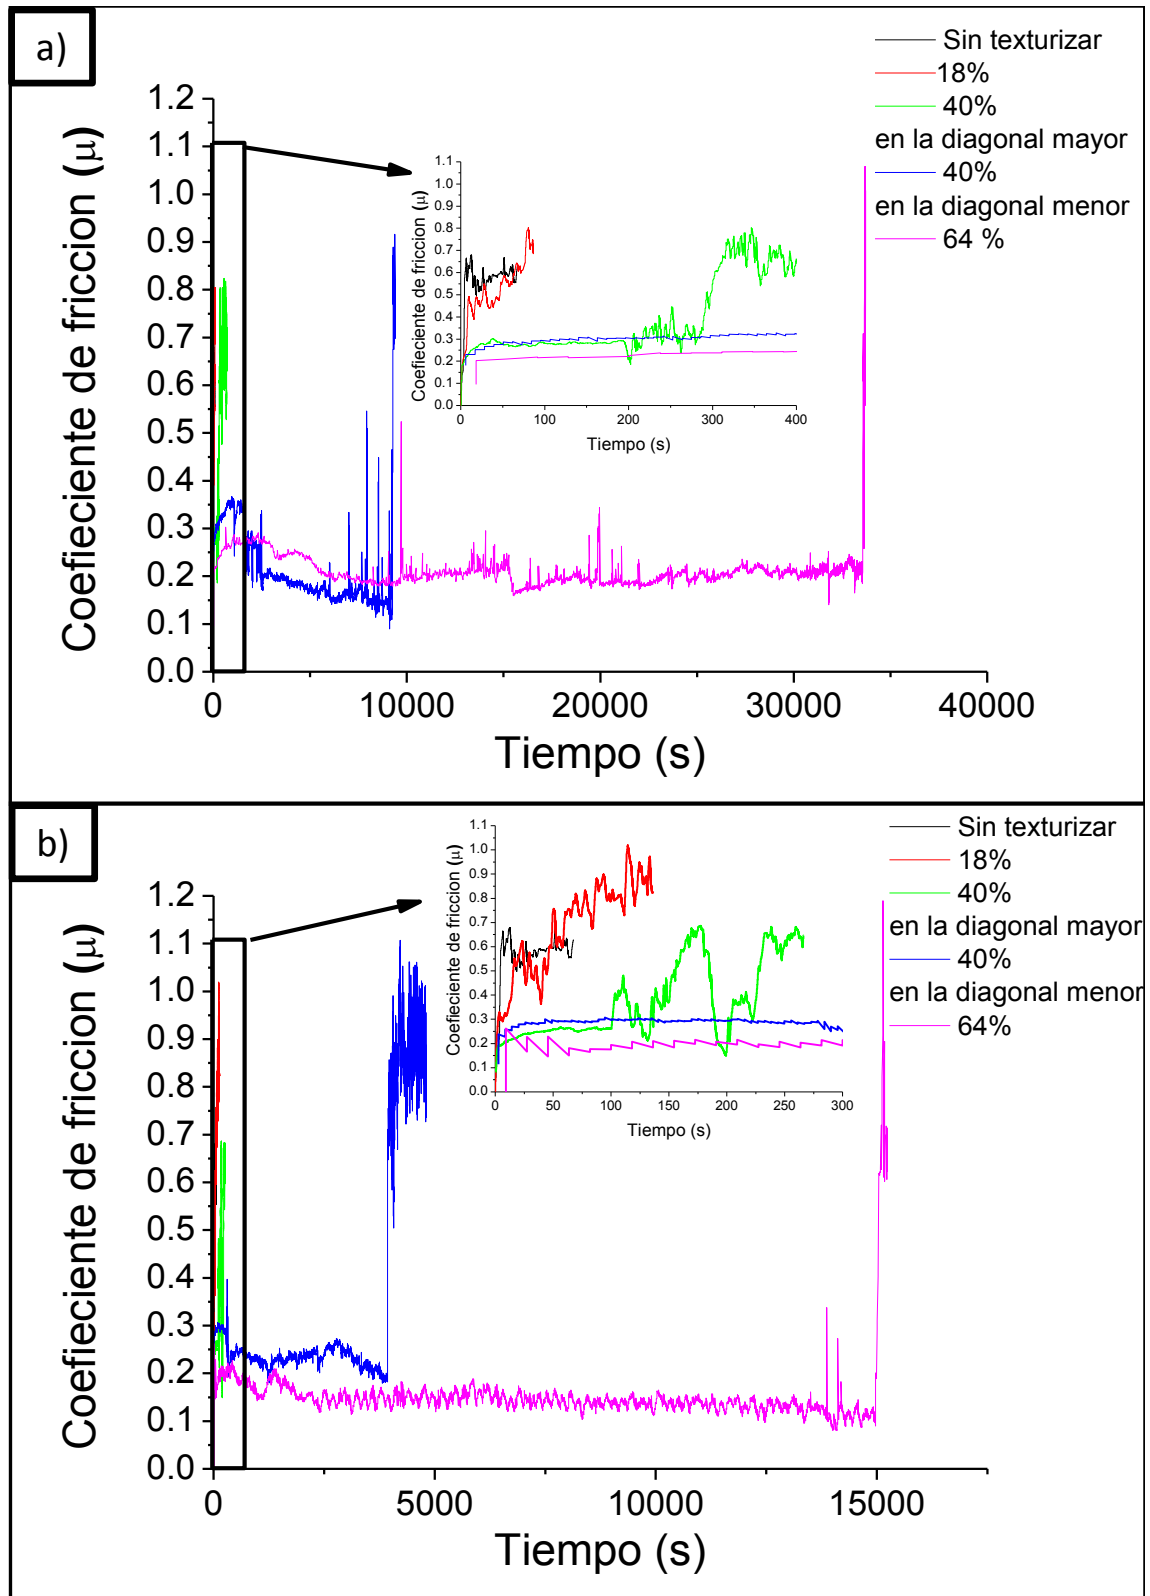 a)
Sin texturizar
18%
40%
en la diagonal mayor
40%
en la diagonal menor
64 %
Coefieciente de friccion (μ)
1.2
1.1
1.0
0.9
0.8
0.7
0.6
0.5
0.4
0.3
0.2
0.1
0.0
0 10000 20000 30000 40000
Tiempo (s)
Coefieciente de friccion (μ)
1.1
1.0
0.9
0.8
0.7
0.6
0.5
0.4
0.3
0.2
0.1
0.0
0 100 200 300 400
Tiempo (s)
b)
Sin texturizar
18%
40%
en la diagonal mayor
40%
en la diagonal menor
64%
Coefieciente de friccion (μ)
1.2
1.1
1.0
0.9
0.8
0.7
0.6
0.5
0.4
0.3
0.2
0.1
0.0
0 5000 10000 15000
Tiempo (s)
Coefieciente de friccion (μ)
1.1
1.0
0.9
0.8
0.7
0.6
0.5
0.4
0.3
0.2
0.1
0.0
0 50 100 150 200 250 300
Tiempo (s)